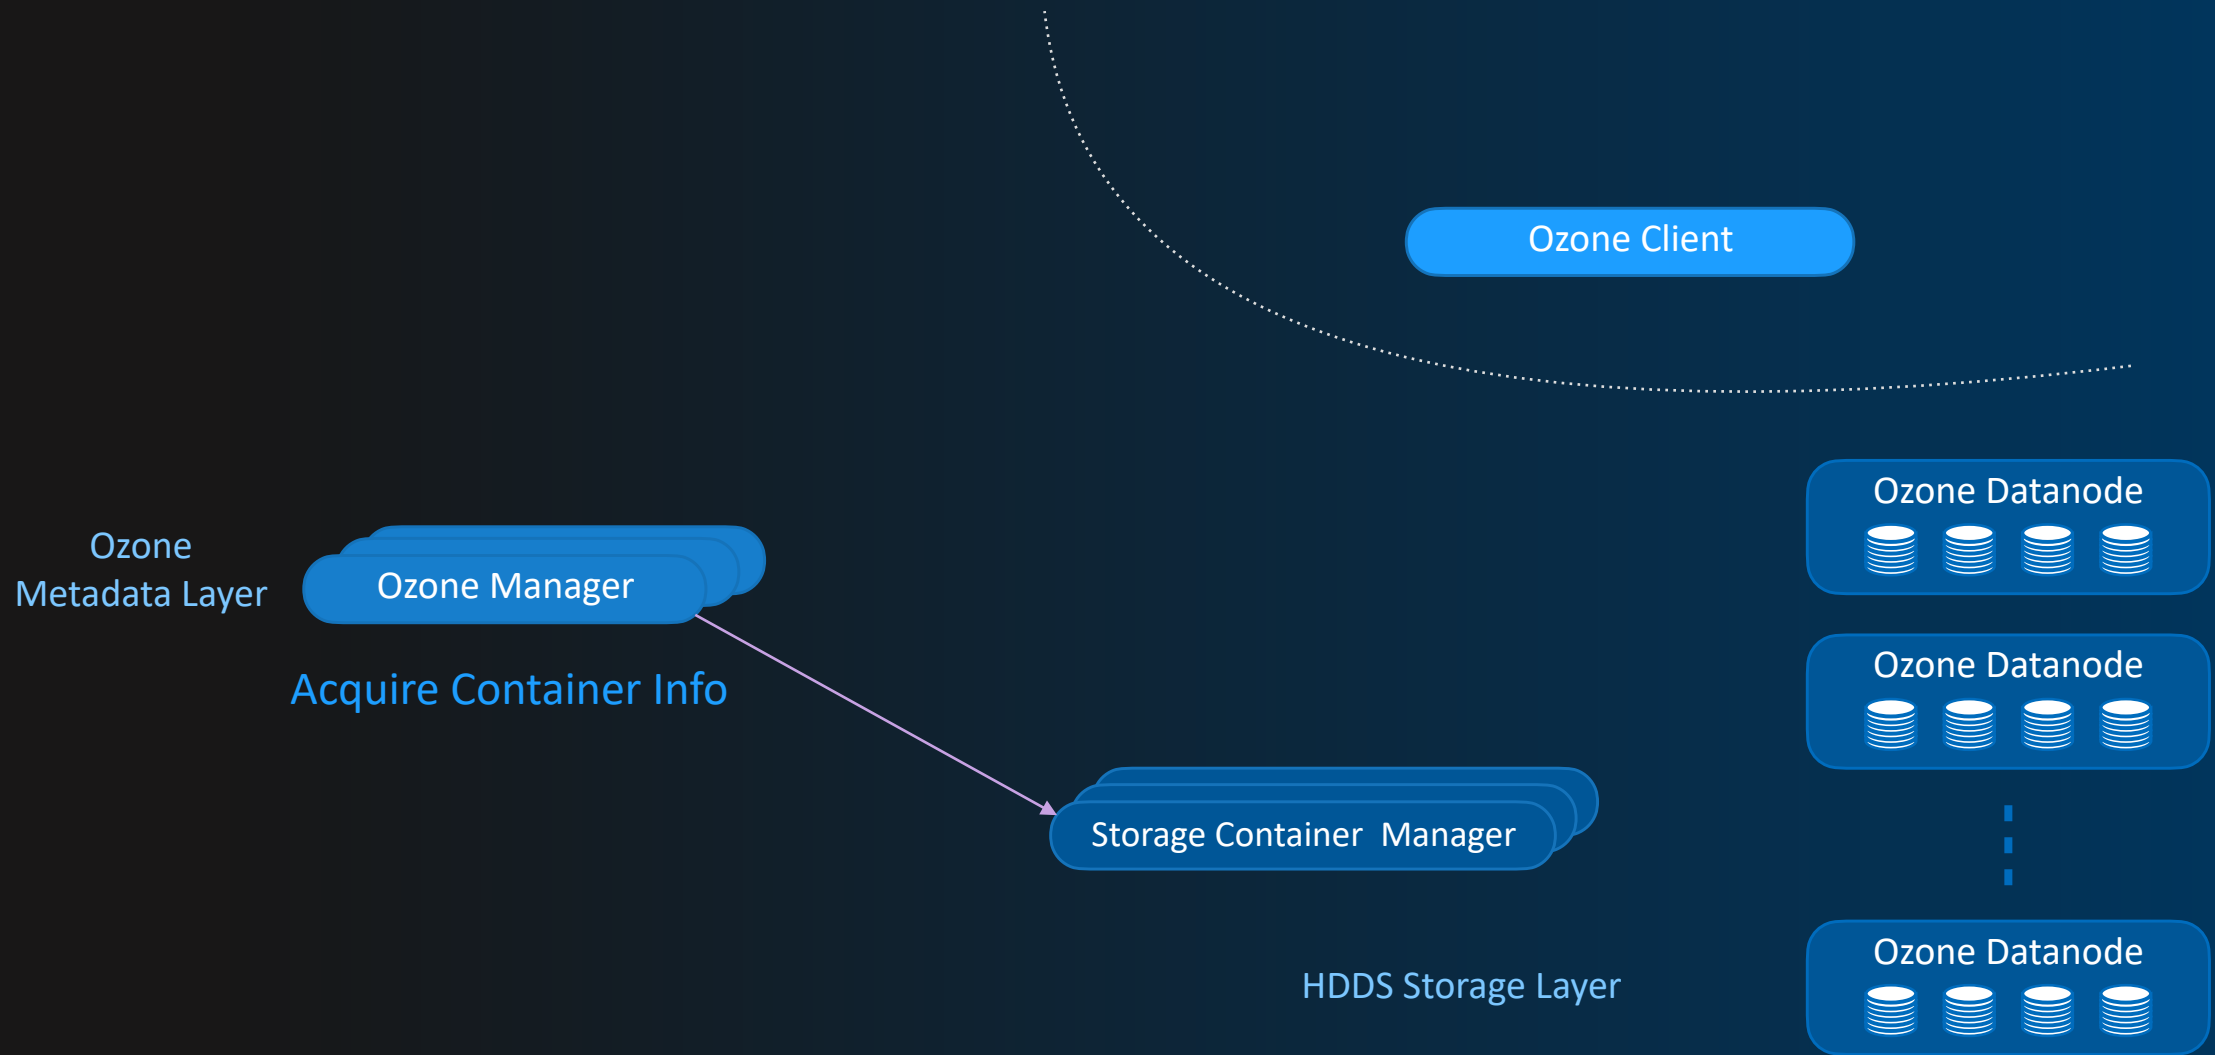 Ozone Client
Ozone Datanode
Ozone
Metadata Layer
Ozone Manager
Ozone Datanode
Acquire Container Info
Storage Container  Manager
Ozone Datanode
HDDS Storage Layer